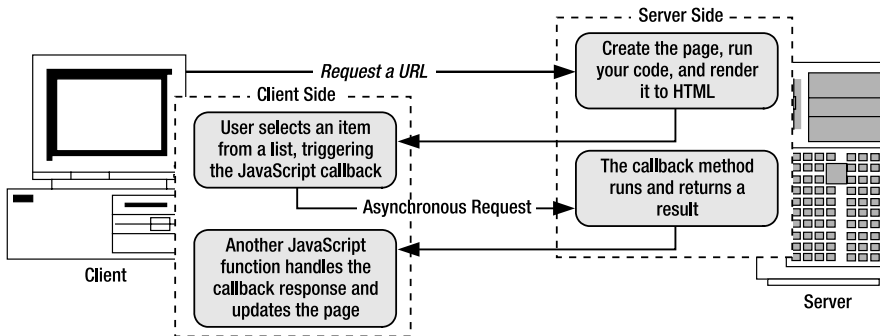 Server Side
Create the page, run
your code, and render
it to HTML
Request a URL
Client Side
User selects an item
from a list, triggering
the JavaScript callback
The callback method
runs and returns a
result
Asynchronous Request
Another JavaScript
function handles the
callback response and
updates the page
Client
Server